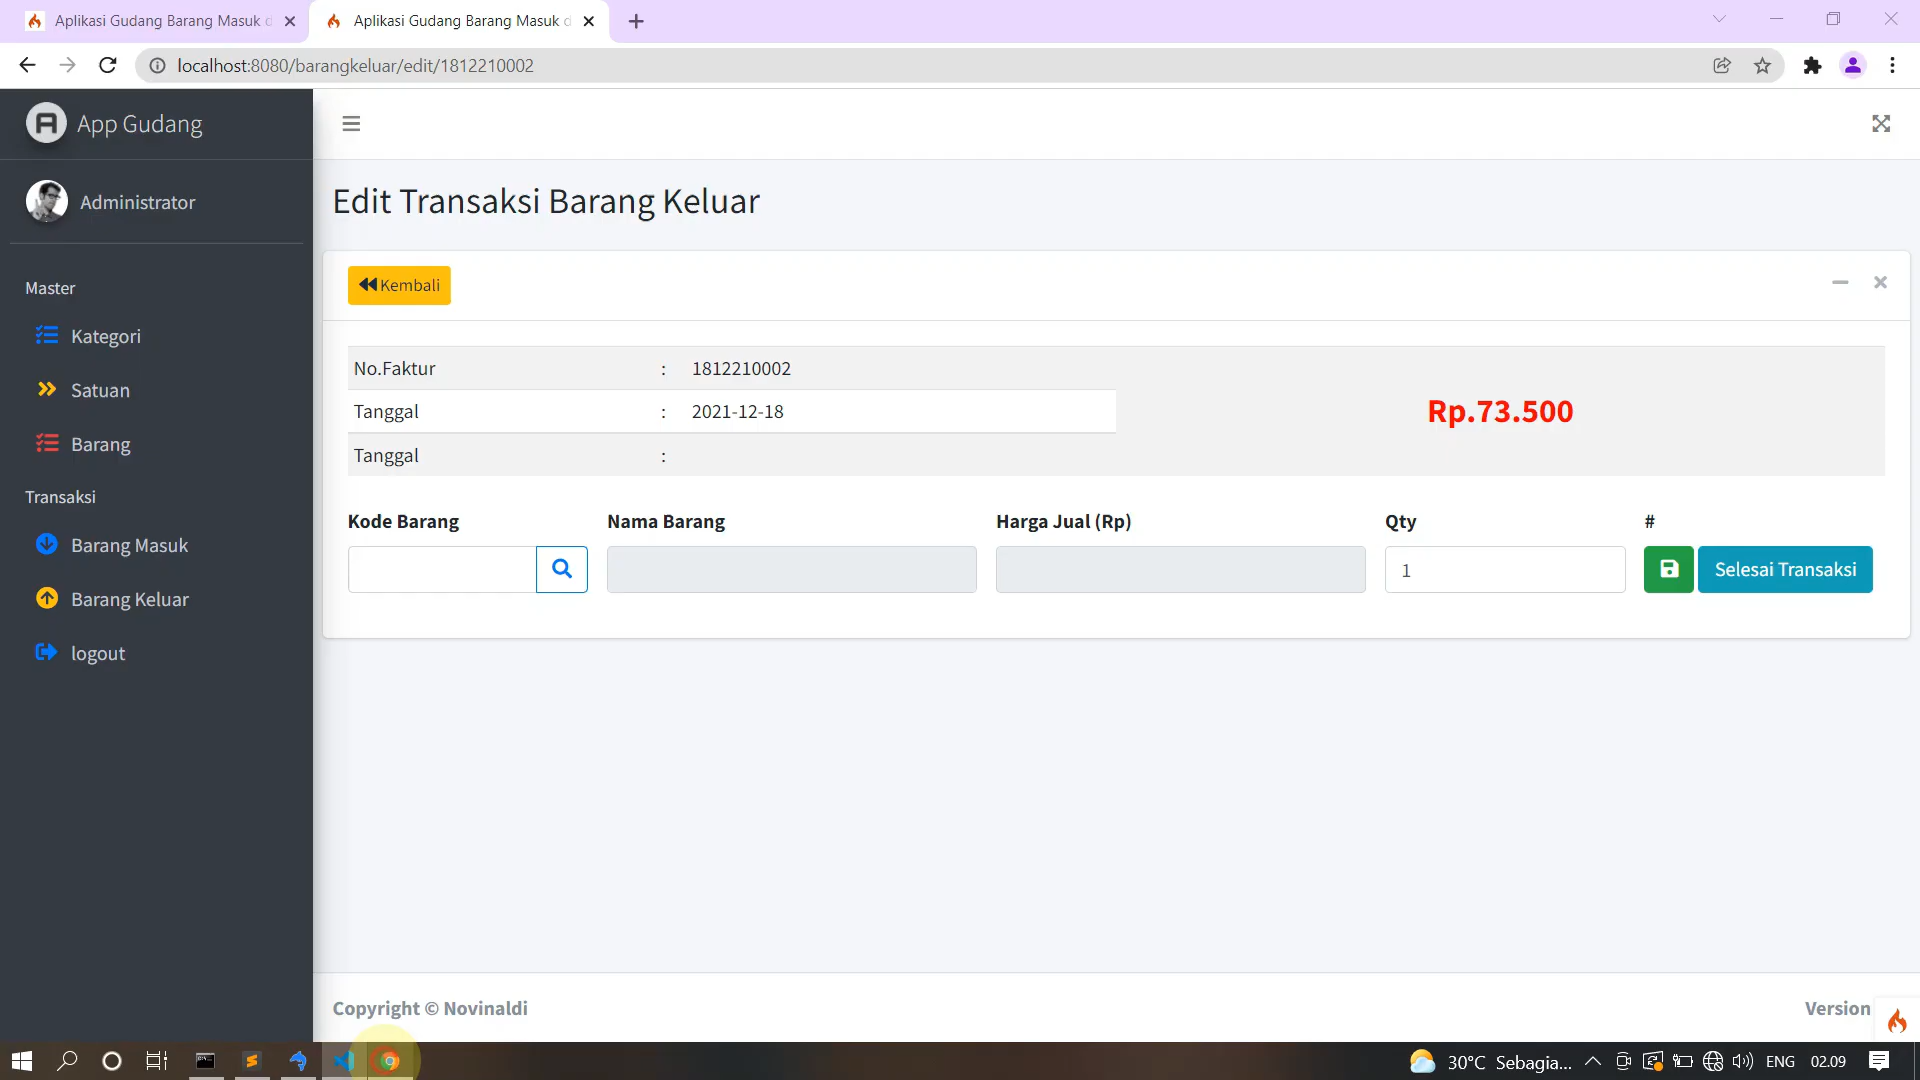 Aplikasi Gudang Barang Masuk d
Aplikasi Gudang Barang Masuk d
localhost:8080/barangkeluar/edit/1812210002
App Gudang
Administrator
Master
Kategori
Satuan
Barang
Transaksi
Barang Masuk
Barang Keluar
logout
Edit Transaksi Barang Keluar
Kembali
No.Faktur : 1812210002
Tanggal : 2021-12-18
Rp.73.500
Tanggal :
Kode Barang Nama Barang Harga Jual (Rp) Qty #
1 Selesai Transaksi
Copyright © Novinaldi
Version
30°C Sebagia... ENG 02.09